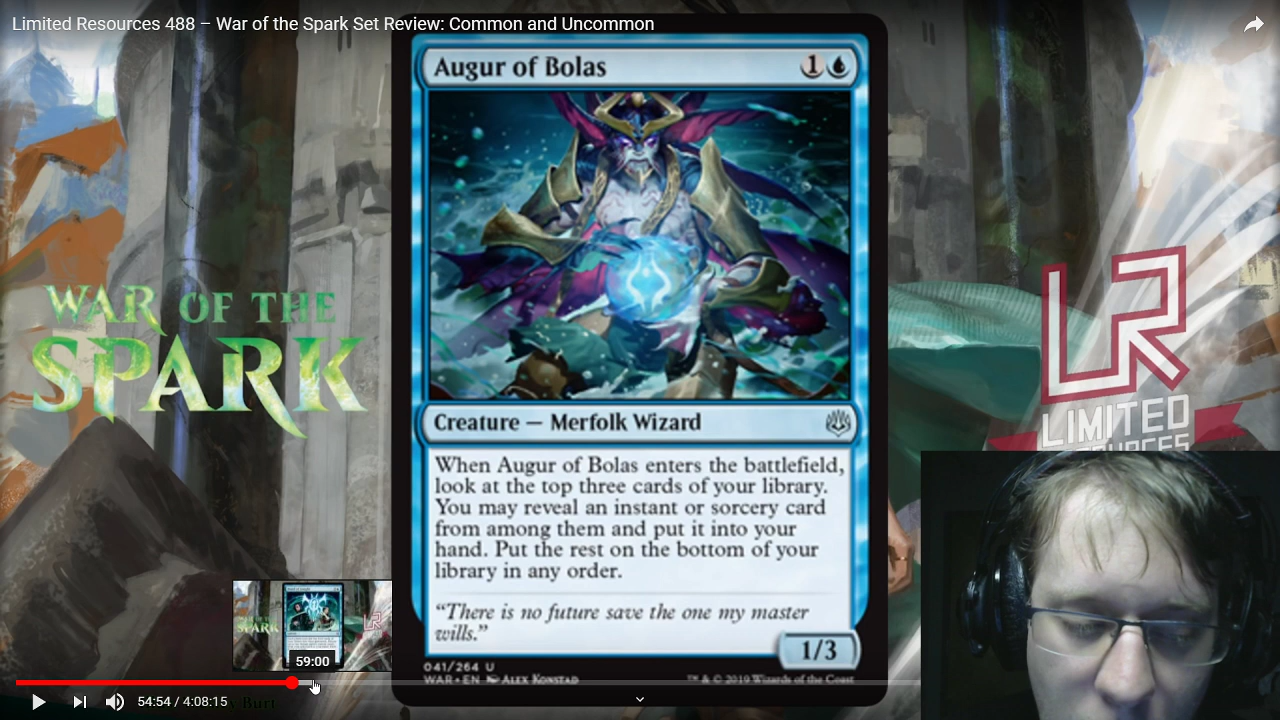 Limited Resources 488 – War of the Spark Set Review: Common and Uncommon
Augur of Bolas
1
WAR OF THE
SPARK
LR
LIMITED
RESOURCES
Creature — Merfolk Wizard
When Augur of Bolas enters the battlefield,
look at the top three cards of your library.
You may reveal an instant or sorcery card
from among them and put it into your
hand. Put the rest on the bottom of your
library in any order.
“There is no future save the one my master
wills.”
1/3
041/264 U
WAR • EN ALEX KONSTAD
™ & © 2019 Wizards of the Coast
SPARK
LR
59:00
54:54 / 4:08:15